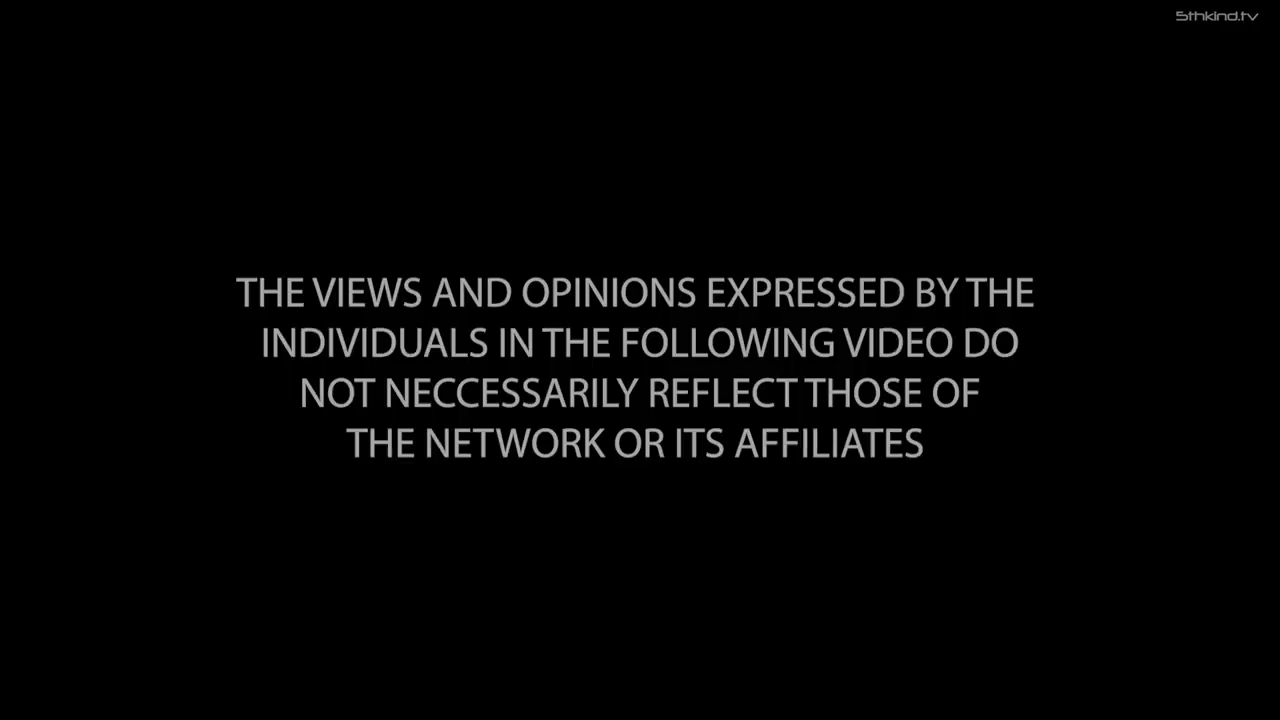 5thkind.tv
THE VIEWS AND OPINIONS EXPRESSED BY THE
INDIVIDUALS IN THE FOLLOWING VIDEO DO
NOT NECCESSARILY REFLECT THOSE OF
THE NETWORK OR ITS AFFILIATES